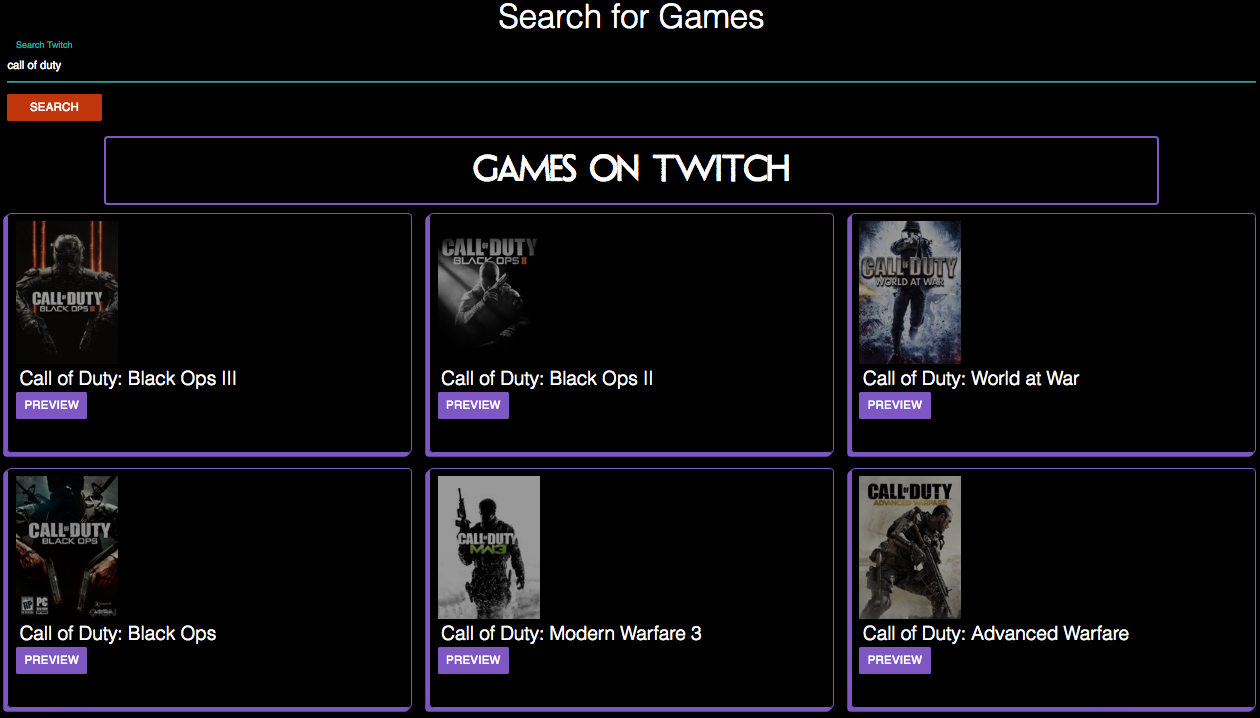 Search for Games
Search Twitch
call of duty
SEARCH
GAMES ON TWITCH
CALL OF DUTY
BLACK OPS III
Call of Duty: Black Ops III
PREVIEW
CALL OF DUTY
BLACK OPS II
Call of Duty: Black Ops II
PREVIEW
CALL OF DUTY
WORLD AT WAR
Call of Duty: World at War
PREVIEW
CALL OF DUTY
BLACK OPS
RP PC
Call of Duty: Black Ops
PREVIEW
CALL OF DUTY
MW3
Call of Duty: Modern Warfare 3
PREVIEW
CALL OF DUTY
ADVANCED WARFARE
Call of Duty: Advanced Warfare
PREVIEW